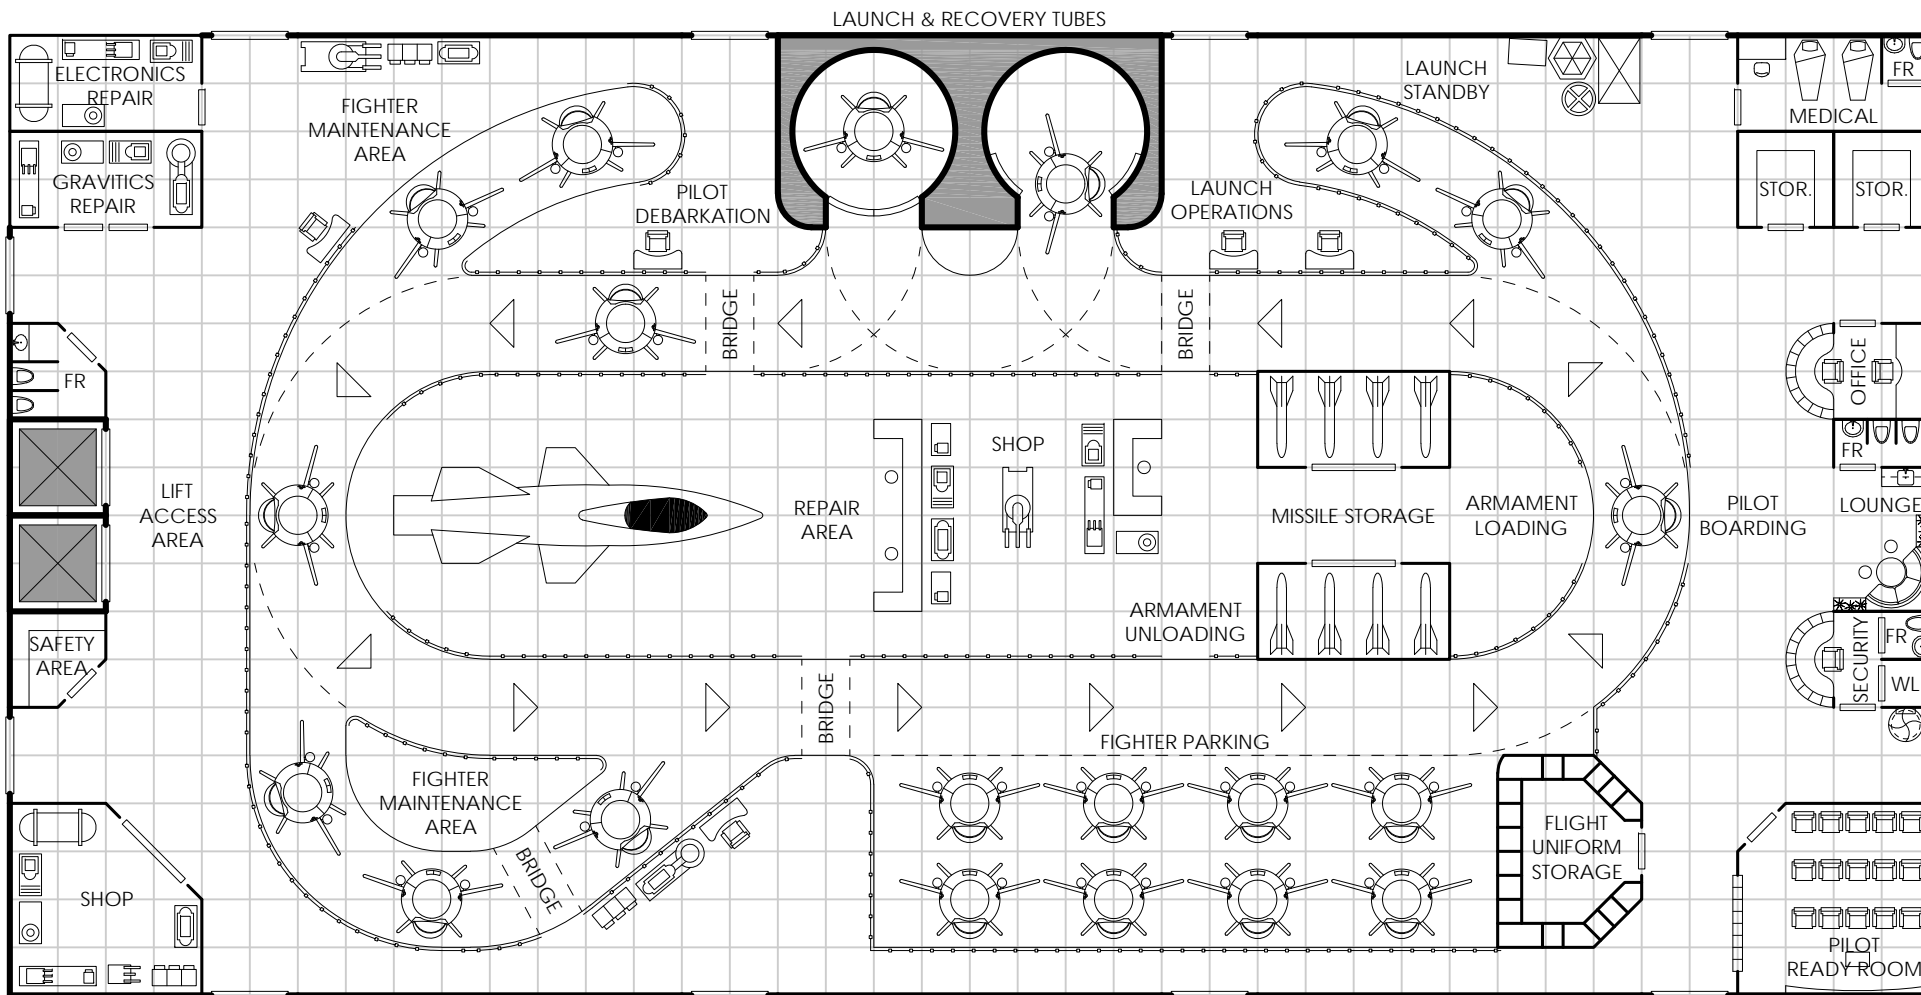 LAUNCH & RECOVERY TUBES
ELECTRONICS
REPAIR
FIGHTER
MAINTENANCE
AREA
LAUNCH
STANDBY
FR
MEDICAL
GRAVITICS
REPAIR
PILOT
DEBARKATION
LAUNCH
OPERATIONS
STOR.
STOR.
BRIDGE
BRIDGE
OFFICE
FR
SHOP
FR
LIFT
ACCESS
AREA
REPAIR
AREA
MISSILE STORAGE
ARMAMENT
LOADING
PILOT
BOARDING
LOUNGE
ARMAMENT
UNLOADING
SAFETY
AREA
SECURITY
FR
WL
BRIDGE
FIGHTER PARKING
FIGHTER
MAINTENANCE
AREA
BRIDGE
FLIGHT
UNIFORM
STORAGE
SHOP
PILOT
READY ROOM